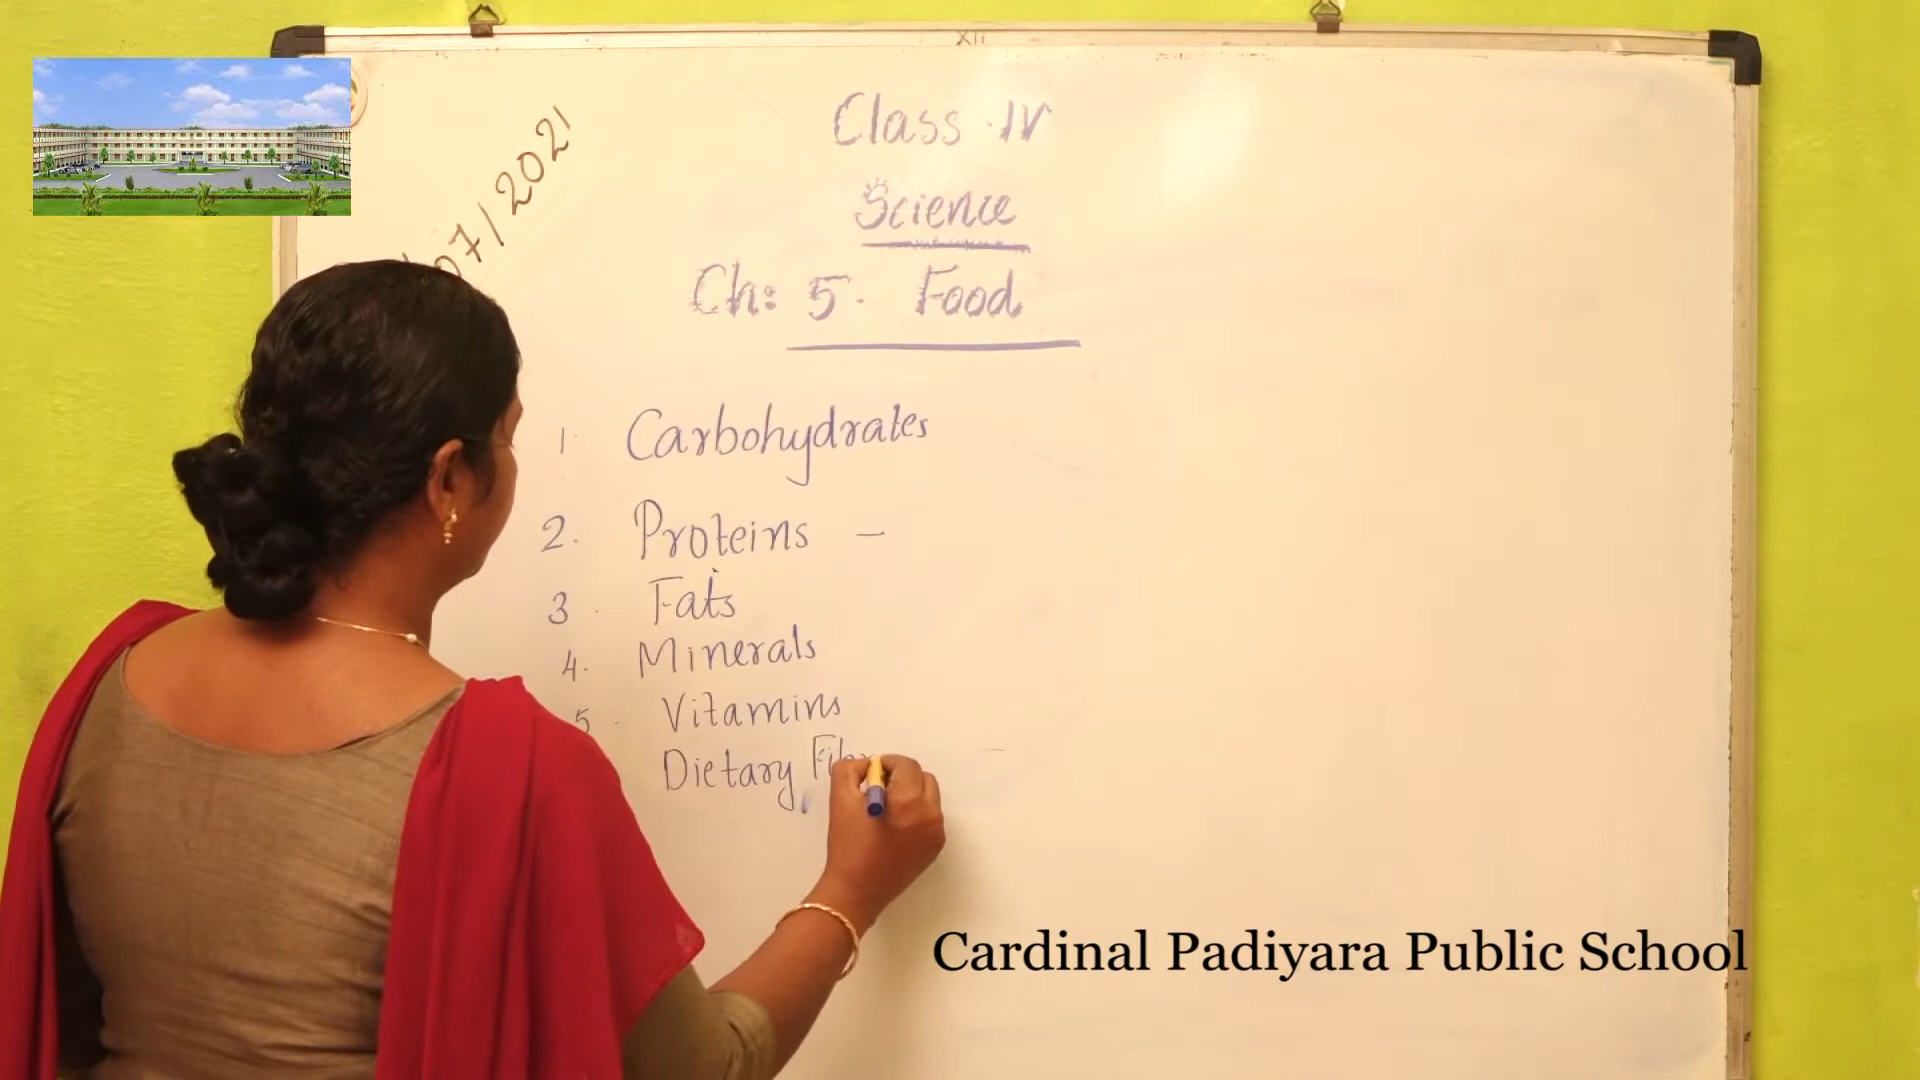 XII
07/2021
Class IV
Science
Ch: 5. Food
1. Carbohydrates
2. Proteins –
3. Fats
4. Minerals
5. Vitamins
Dietary
Cardinal Padiyara Public School